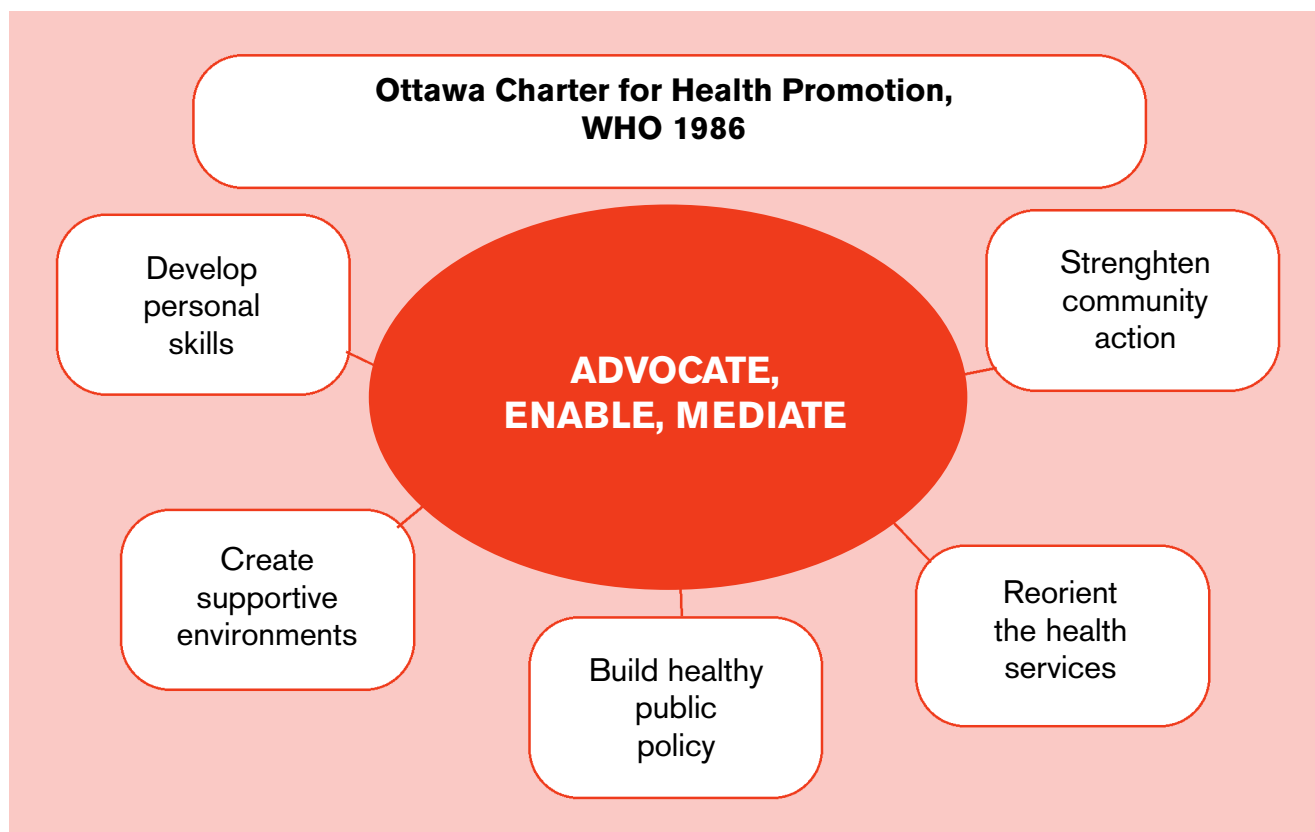 Ottawa Charter for Health Promotion,
WHO 1986
Develop
personal
skills
Strenghten
community
action
ADVOCATE,
ENABLE, MEDIATE
Create
supportive
environments
Build healthy
public
policy
Reorient
the health
services